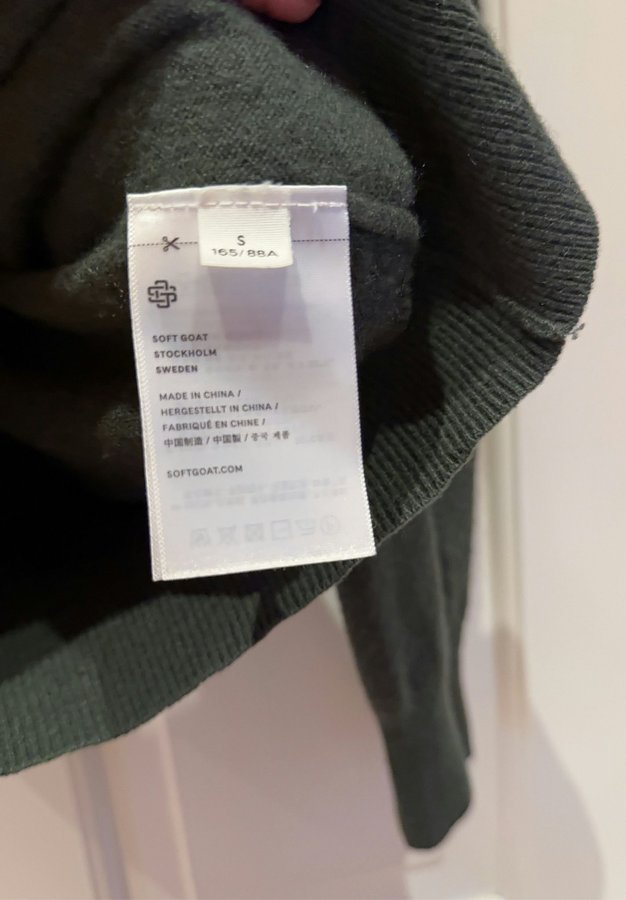 S
165/88A
SOFT GOAT
STOCKHOLM
SWEDEN
MADE IN CHINA /
HERGESTELLT IN CHINA /
FABRIQUÉ EN CHINE /
中国制造 / 中國製 / 중국 제품
SOFTGOAT.COM